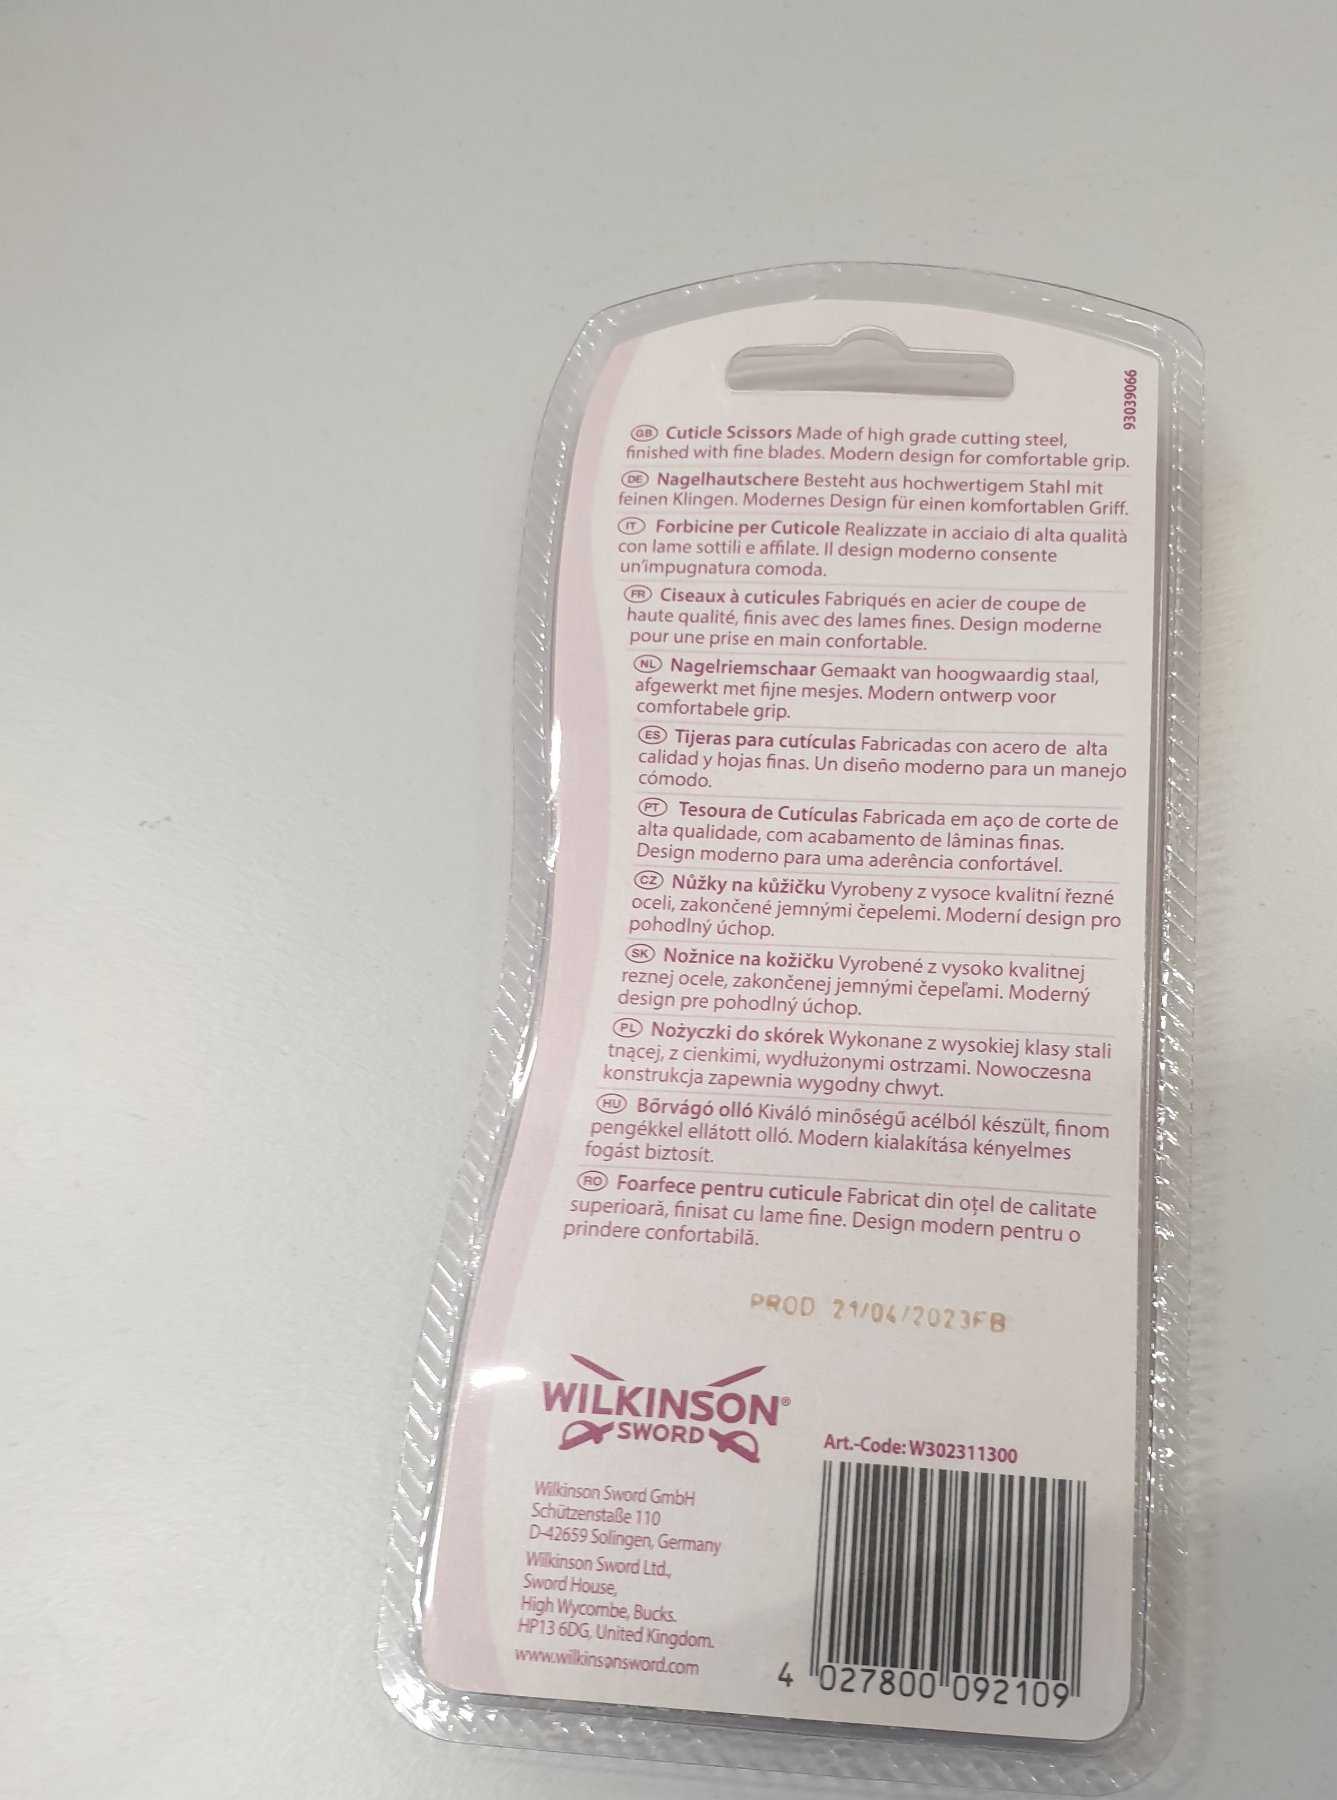 93039066
GB Cuticle Scissors Made of high grade cutting steel,
finished with fine blades. Modern design for comfortable grip.
DE Nagelhautschere Besteht aus hochwertigem Stahl mit
feinen Klingen. Modernes Design für einen komfortablen Griff.
IT Forbicine per Cuticole Realizzate in acciaio di alta qualità
con lame sottili e affilate. Il design moderno consente
un'impugnatura comoda.
FR Ciseaux à cuticules Fabriqués en acier de coupe de
haute qualité, finis avec des lames fines. Design moderne
pour une prise en main confortable.
NL Nagelriemschaar Gemaakt van hoogwaardig staal,
afgewerkt met fijne mesjes. Modern ontwerp voor
comfortabele grip.
ES Tijeras para cutículas Fabricadas con acero de alta
calidad y hojas finas. Un diseño moderno para un manejo
cómodo.
PT Tesoura de Cutículas Fabricada em aço de corte de
alta qualidade, com acabamento de lâminas finas.
Design moderno para uma aderência confortável.
CZ Nůžky na kůžičku Vyrobeny z vysoce kvalitní řezné
oceli, zakončené jemnými čepelemi. Moderní design pro
pohodlný úchop.
SK Nožnice na kožičku Vyrobené z vysoko kvalitnej
reznej ocele, zakončenej jemnými čepeľami. Moderný
design pre pohodlný úchop.
PL Nożyczki do skórek Wykonane z wysokiej klasy stali
tnącej, z cienkimi, wydłużonymi ostrzami. Nowoczesna
konstrukcja zapewnia wygodny chwyt.
HU Bőrvágó olló Kiváló minőségű acélból készült, finom
pengékkel ellátott olló. Modern kialakítása kényelmes
fogást biztosít.
RO Foarfece pentru cuticule Fabricat din oțel de calitate
superioară, finisat cu lame fine. Design modern pentru o
prindere confortabilă.
PROD 21/04/2023FB
WILKINSON®
SWORD
Wilkinson Sword GmbH
Schützenstaße 110
D-42659 Solingen, Germany
Wilkinson Sword Ltd.,
Sword House,
High Wycombe, Bucks.
HP13 6DG, United Kingdom.
www.wilkinsonsword.com
Art.-Code: W302311300
4 027800 092109